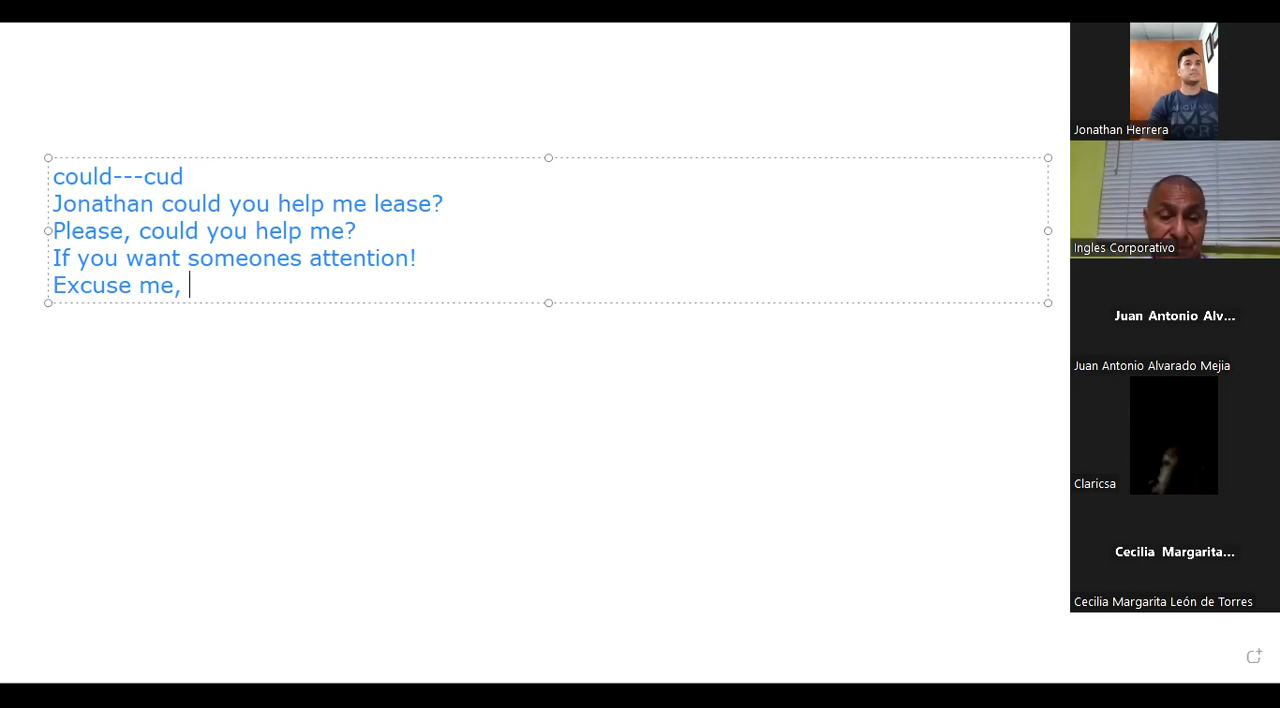 could---cud
Jonathan could you help me lease?
Please, could you help me?
If you want someones attention!
Excuse me,
Jonathan Herrera
Ingles Corporativo
Juan Antonio Alv...
Juan Antonio Alvarado Mejia
Claricsa
Cecilia Margarita...
Cecilia Margarita León de Torres